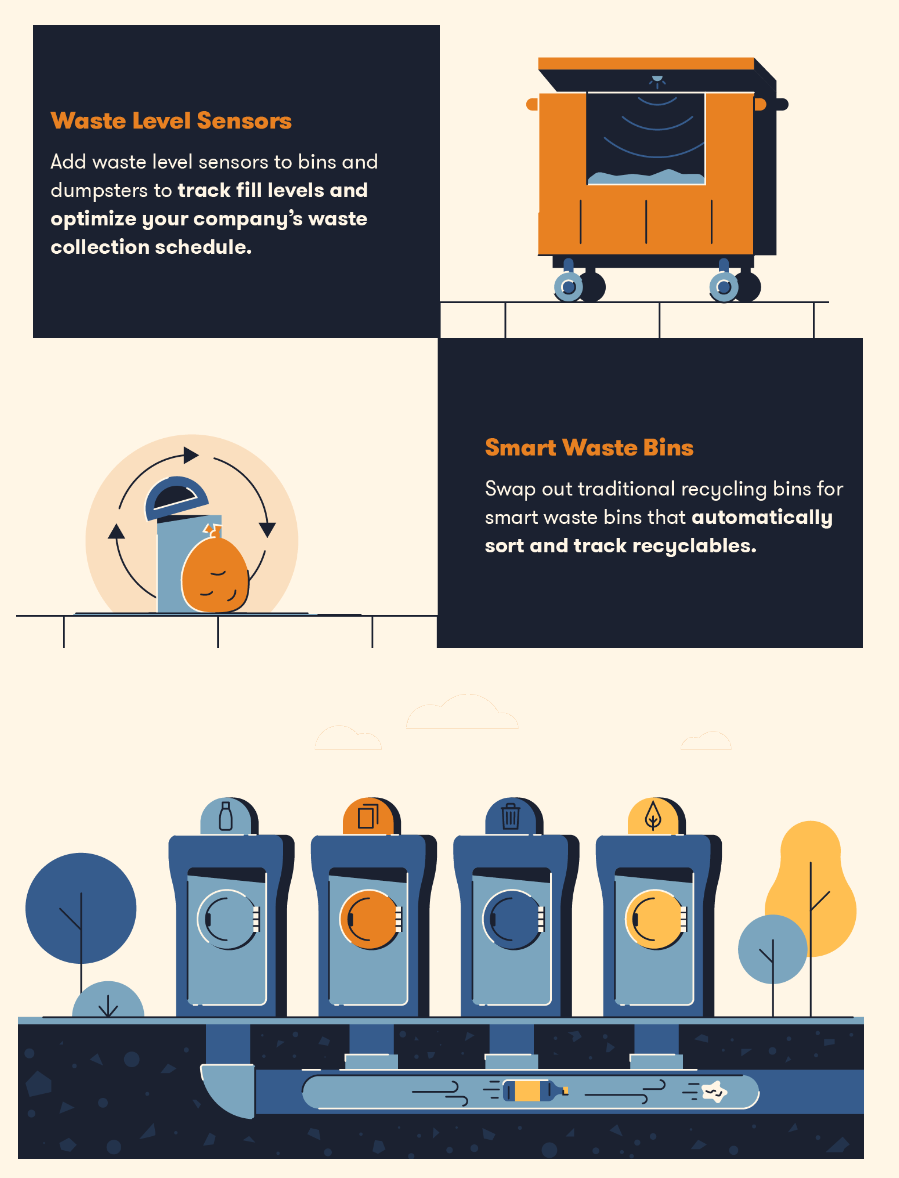 Waste Level Sensors
Add waste level sensors to bins and
dumpsters to track fill levels and
optimize your company’s waste
collection schedule.
Smart Waste Bins
Swap out traditional recycling bins for
smart waste bins that automatically
sort and track recyclables.